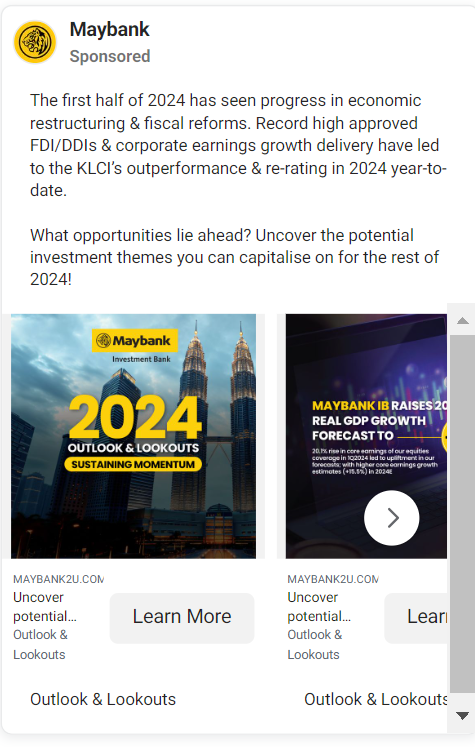 Maybank
Sponsored
The first half of 2024 has seen progress in economic
restructuring & fiscal reforms. Record high approved
FDI/DDIs & corporate earnings growth delivery have led
to the KLCI's outperformance & re-rating in 2024 year-to-
date.
What opportunities lie ahead? Uncover the potential
investment themes you can capitalise on for the rest of
2024!
Maybank
Investment Bank
2024
OUTLOOK & LOOKOUTS
SUSTAINING MOMENTUM
MAYBANK2U.COM
Uncover
potential...
Outlook &
Lookouts
Learn More
Outlook & Lookouts
MAYBANK IB RAISES 20
REAL GDP GROWTH
FORECAST TO
20.1% rise in core earnings of our equities
coverage in 1Q2024 led to upliftment in our
forecasts; with higher core earnings growth
estimates (+15.5%) in 2024E
MAYBANK2U.COM
Uncover
potential...
Outlook &
Lookouts
Lear
Outlook & Lookouts